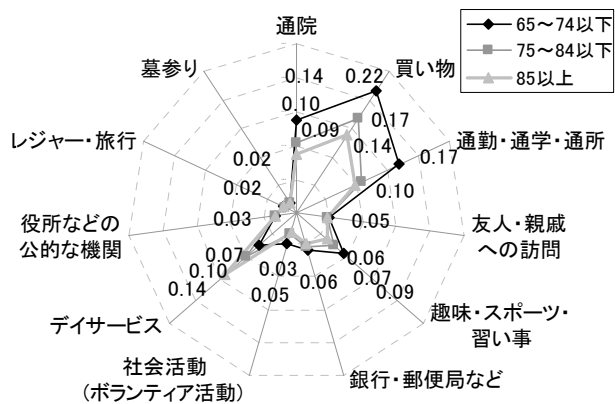 通院
65～74以下
75～84以下
85以上
墓参り
買い物
0.14
0.22
0.10
0.17
0.09
0.14
レジャー・旅行
通勤・通学・通所
0.02
0.17
0.02
0.10
役所などの
公的な機関
0.03
0.05
友人・親戚
への訪問
0.07
0.10
0.14
0.03
0.05
0.06
0.06
0.07
0.09
デイサービス
趣味・スポーツ・
習い事
社会活動
(ボランティア活動)
銀行・郵便局など